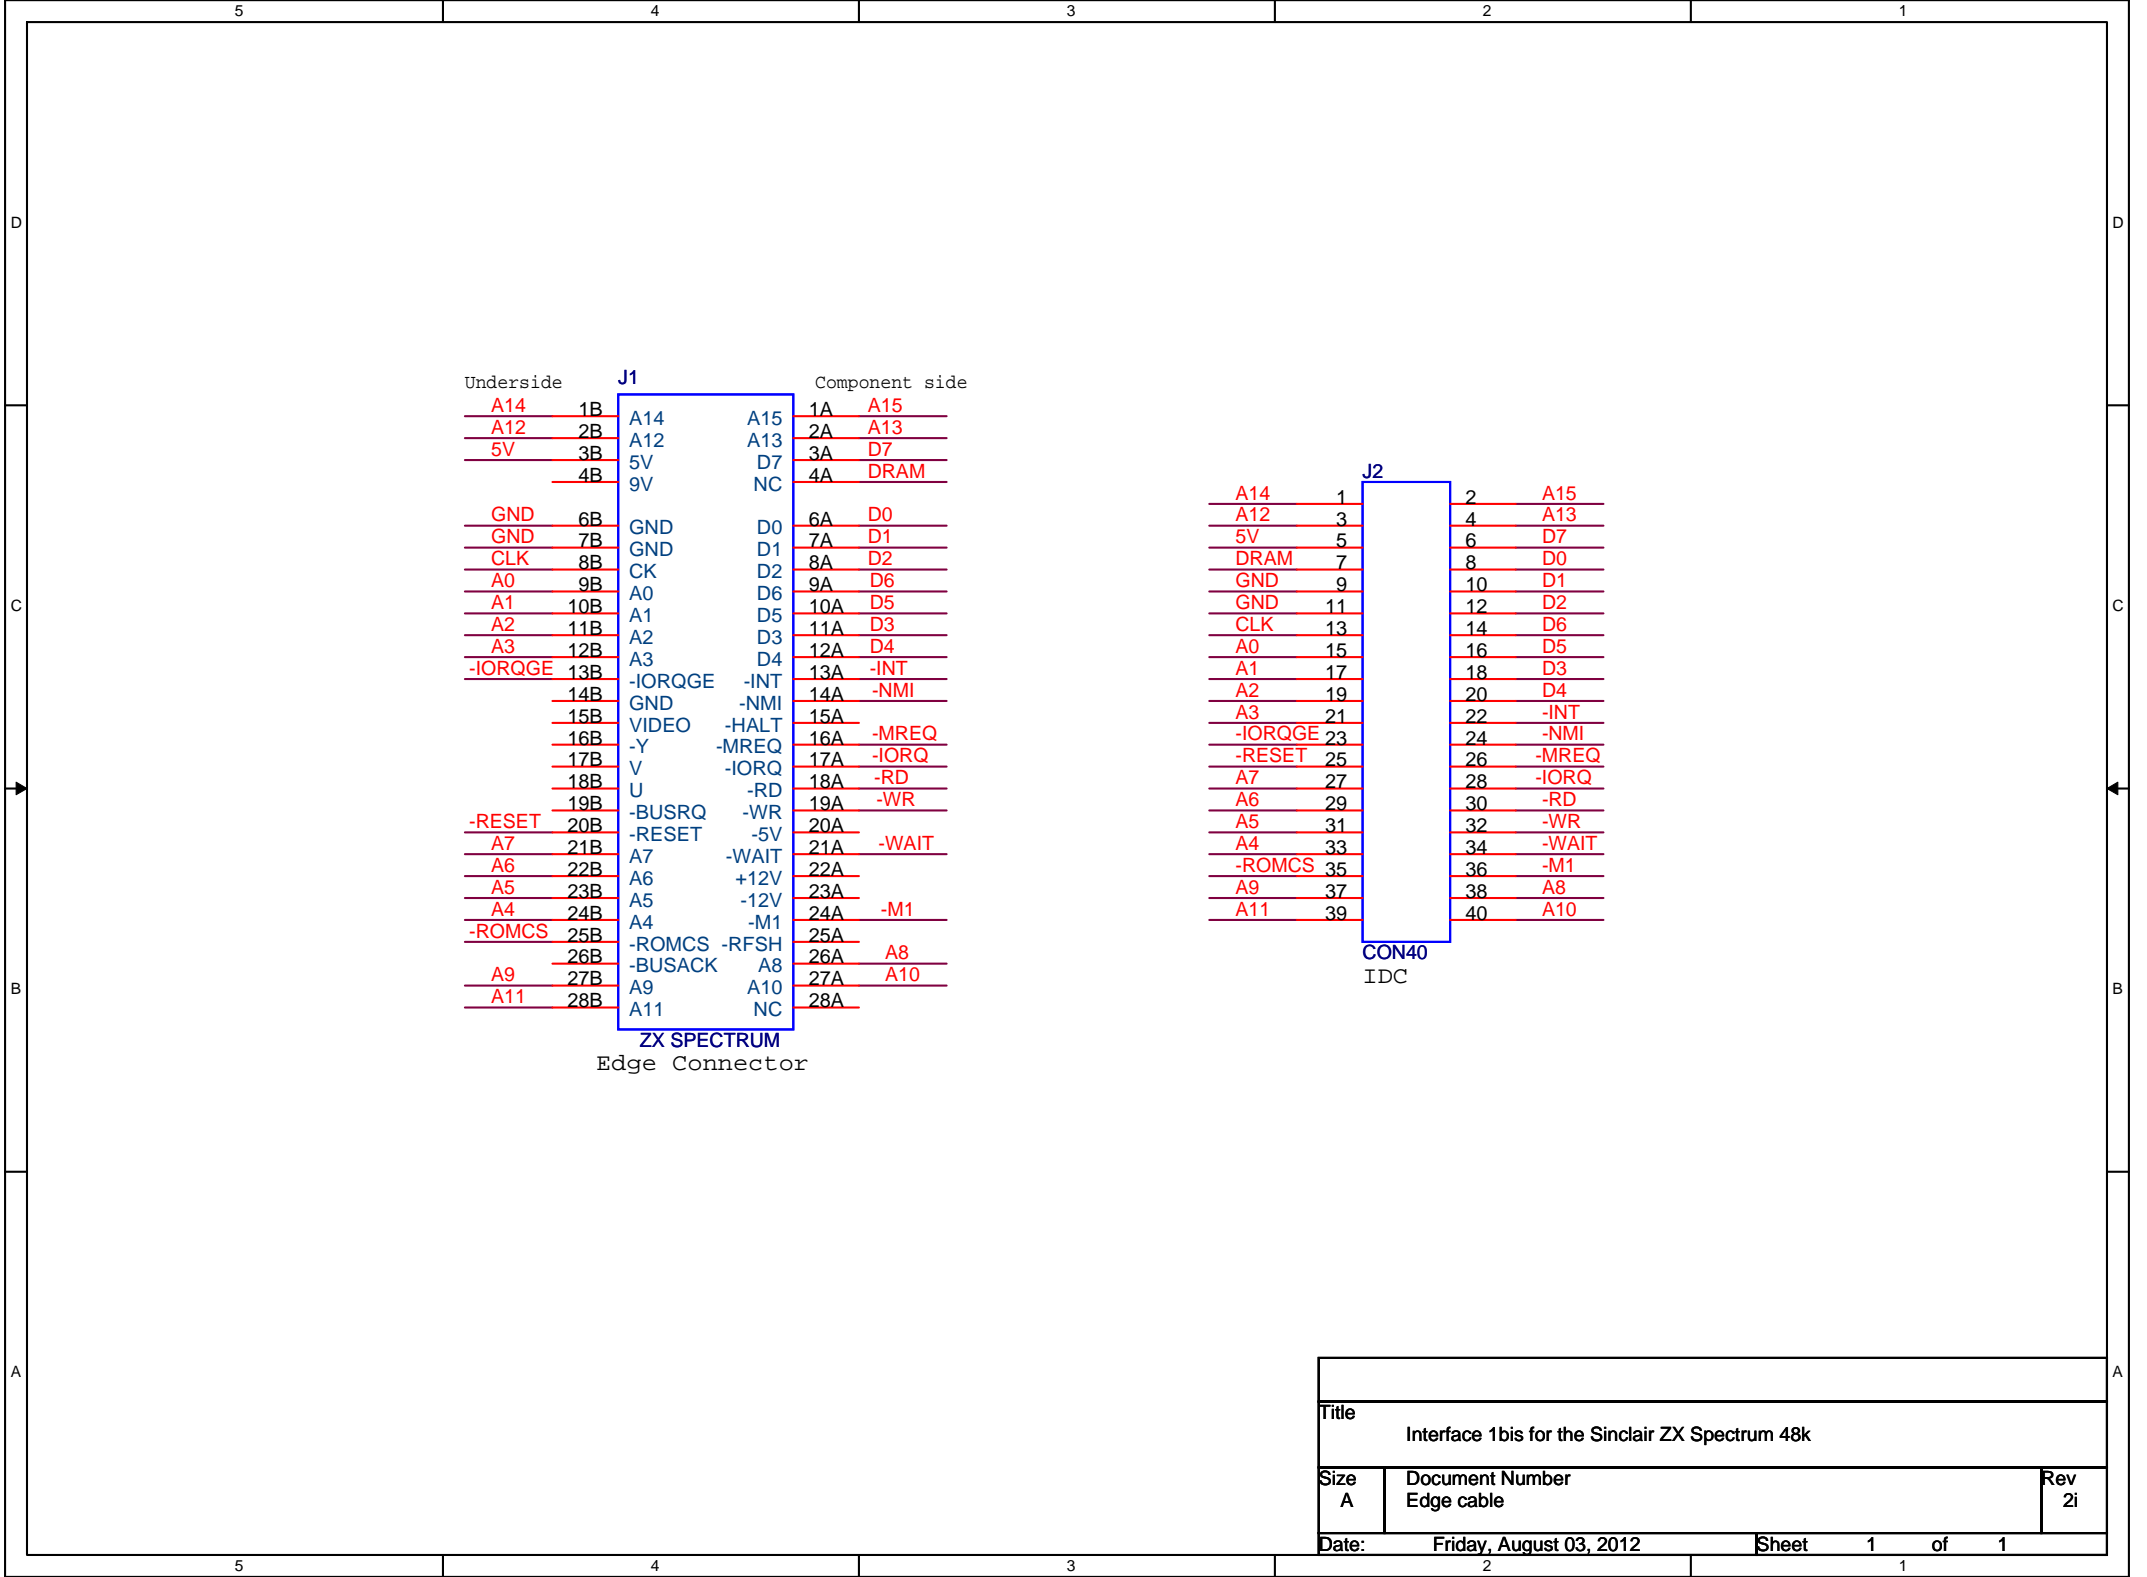 5 4 3 2 1
D D
Underside J1 Component side
A14 1B A14 A15 1A A15
A12 2B A12 A13 2A A13
5V 3B 5V D7 3A D7
4B 9V NC 4A DRAM
GND 6B GND D0 6A D0
GND 7B GND D1 7A D1
CLK 8B CK D2 8A D2
A0 9B A0 D6 9A D6
A1 10B A1 D5 10A D5
A2 11B A2 D3 11A D3
A3 12B A3 D4 12A D4
-IORQGE 13B -IORQGE -INT 13A -INT
14B GND -NMI 14A -NMI
15B VIDEO -HALT 15A
16B -Y -MREQ 16A -MREQ
17B V -IORQ 17A -IORQ
18B U -RD 18A -RD
19B -BUSRQ -WR 19A -WR
-RESET 20B -RESET -5V 20A
A7 21B A7 -WAIT 21A -WAIT
A6 22B A6 +12V 22A
A5 23B A5 -12V 23A
A4 24B A4 -M1 24A -M1
-ROMCS 25B -ROMCS -RFSH 25A
26B -BUSACK A8 26A A8
A9 27B A9 A10 27A A10
A11 28B A11 NC 28A
ZX SPECTRUM
Edge Connector
J2
A14 1 2 A15
A12 3 4 A13
5V 5 6 D7
DRAM 7 8 D0
GND 9 10 D1
GND 11 12 D2
CLK 13 14 D6
A0 15 16 D5
A1 17 18 D3
A2 19 20 D4
A3 21 22 -INT
-IORQGE 23 24 -NMI
-RESET 25 26 -MREQ
A7 27 28 -IORQ
A6 29 30 -RD
A5 31 32 -WR
A4 33 34 -WAIT
-ROMCS 35 36 -M1
A9 37 38 A8
A11 39 40 A10
CON40
IDC
C C
B B
A A
Title
Interface 1bis for the Sinclair ZX Spectrum 48k
Size Document Number Rev
A Edge cable 2i
Date: Friday, August 03, 2012 Sheet 1 of 1
5 4 3 2 1